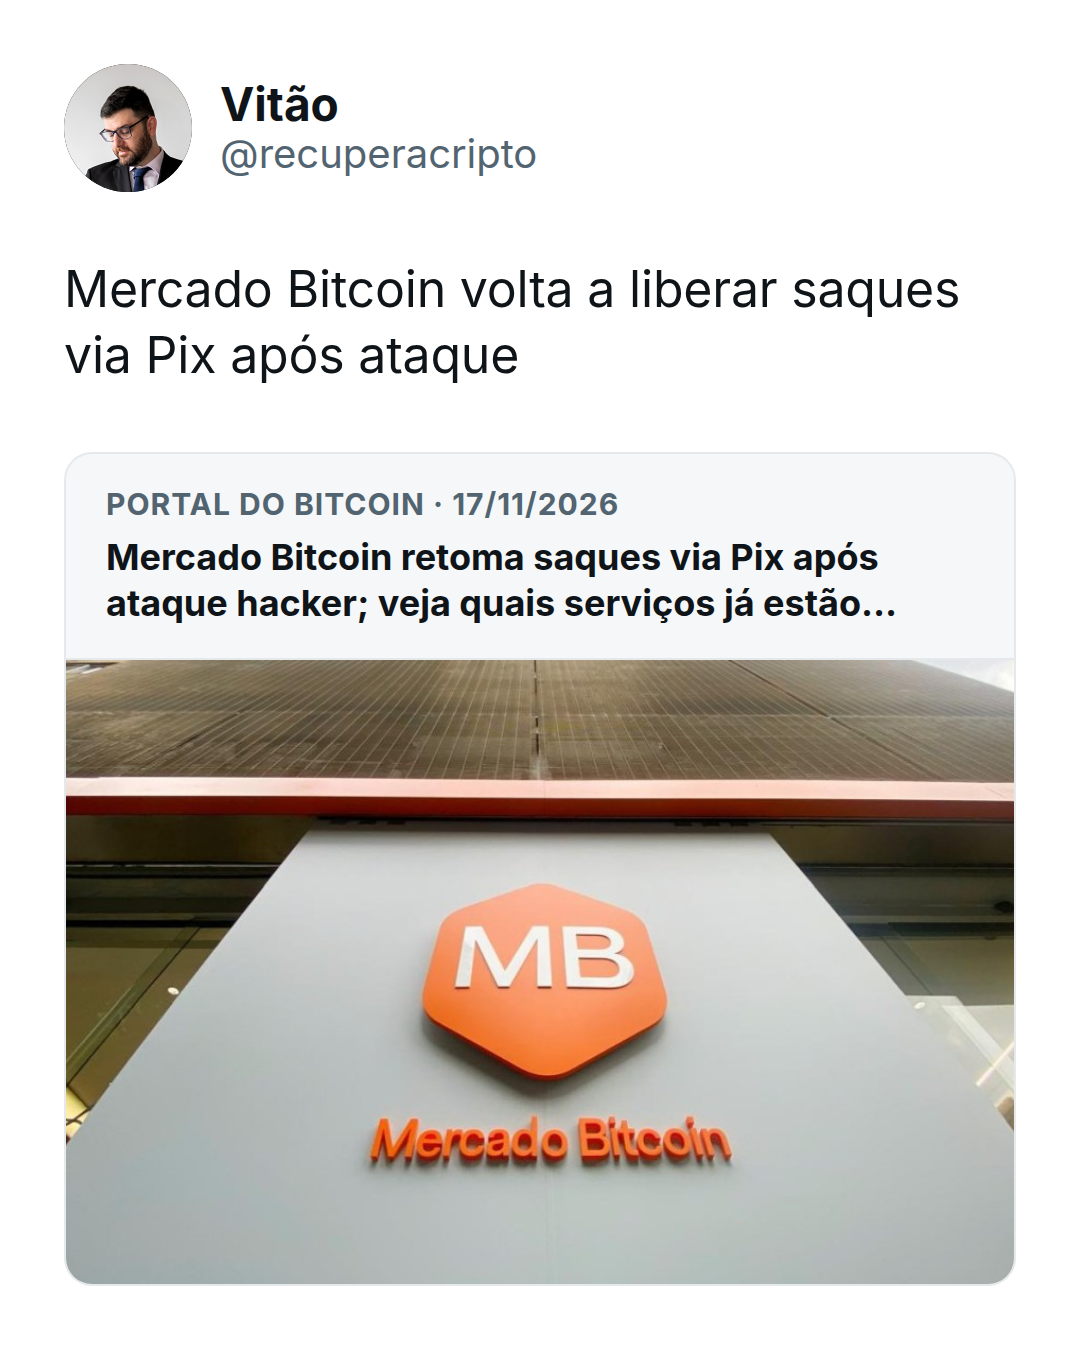 Vitão
@recuperacripto
Mercado Bitcoin volta a liberar saques
via Pix após ataque
PORTAL DO BITCOIN · 17/11/2026
Mercado Bitcoin retoma saques via Pix após
ataque hacker; veja quais serviços já estão...
MB
Mercado Bitcoin